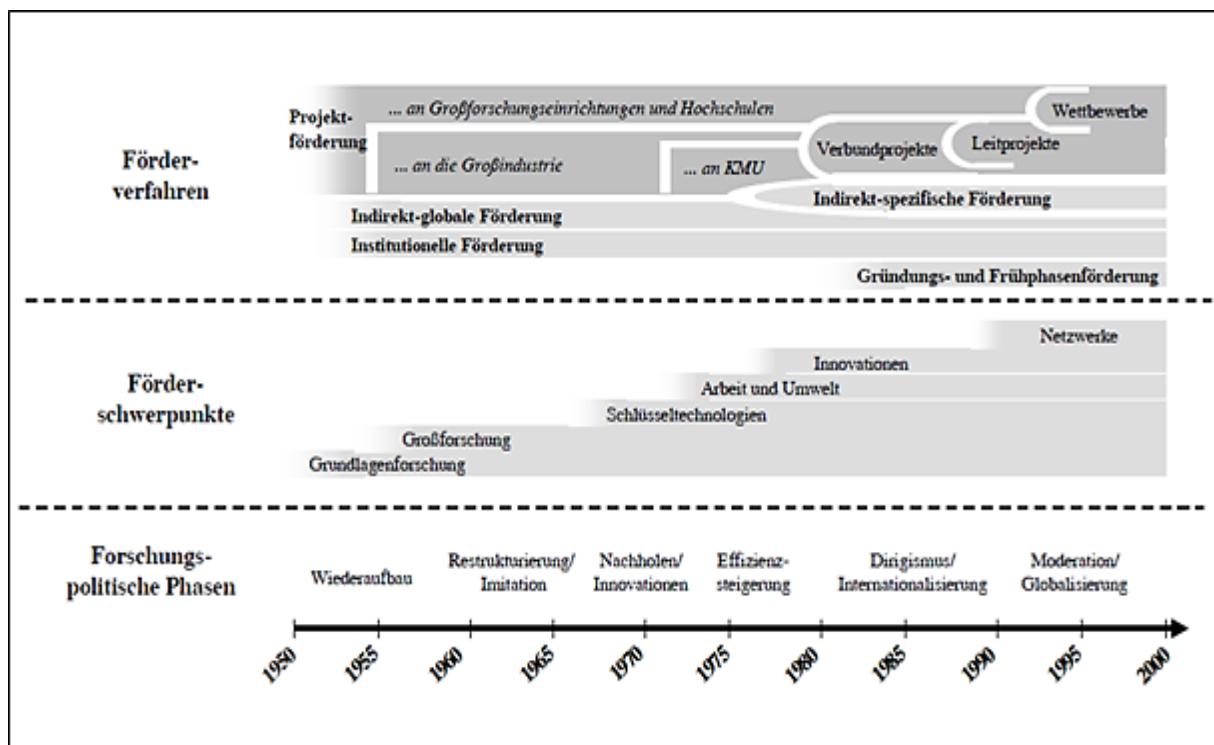 Förder-
verfahren
Projekt-
förderung
... an Großforschungseinrichtungen und Hochschulen
... an die Großindustrie
... an KMU
Verbundprojekte
Leitprojekte
Wettbewerbe
Indirekt-spezifische Förderung
Indirekt-globale Förderung
Institutionelle Förderung
Gründungs- und Frühphasenförderung
Förder-
schwerpunkte
Netzwerke
Innovationen
Arbeit und Umwelt
Schlüsseltechnologien
Großforschung
Grundlagenforschung
Forschungs-
politische Phasen
Wiederaufbau
Restrukturierung/
Imitation
Nachholen/
Innovationen
Effizienz-
steigerung
Dirigismus/
Internationalisierung
Moderation/
Globalisierung
1950
1955
1960
1965
1970
1975
1980
1985
1990
1995
2000